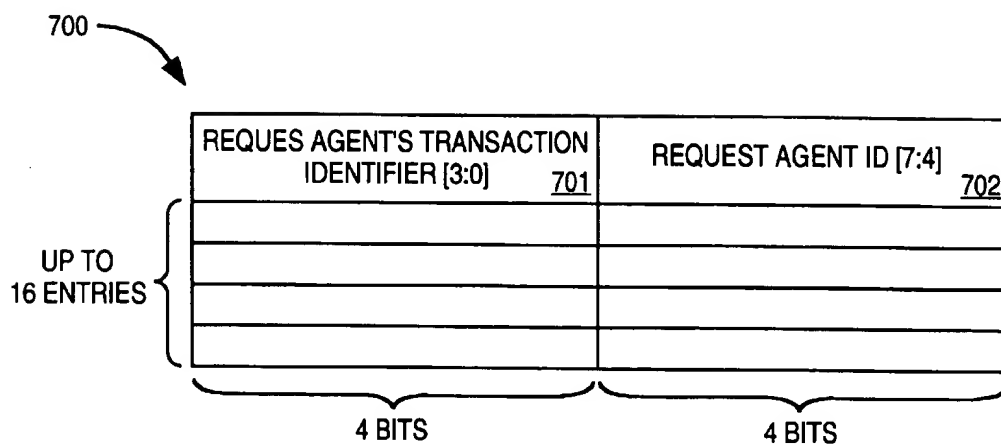 700
REQUES AGENT'S TRANSACTION
IDENTIFIER [3:0]
701
REQUEST AGENT ID [7:4]
702
UP TO
16 ENTRIES
4 BITS
4 BITS